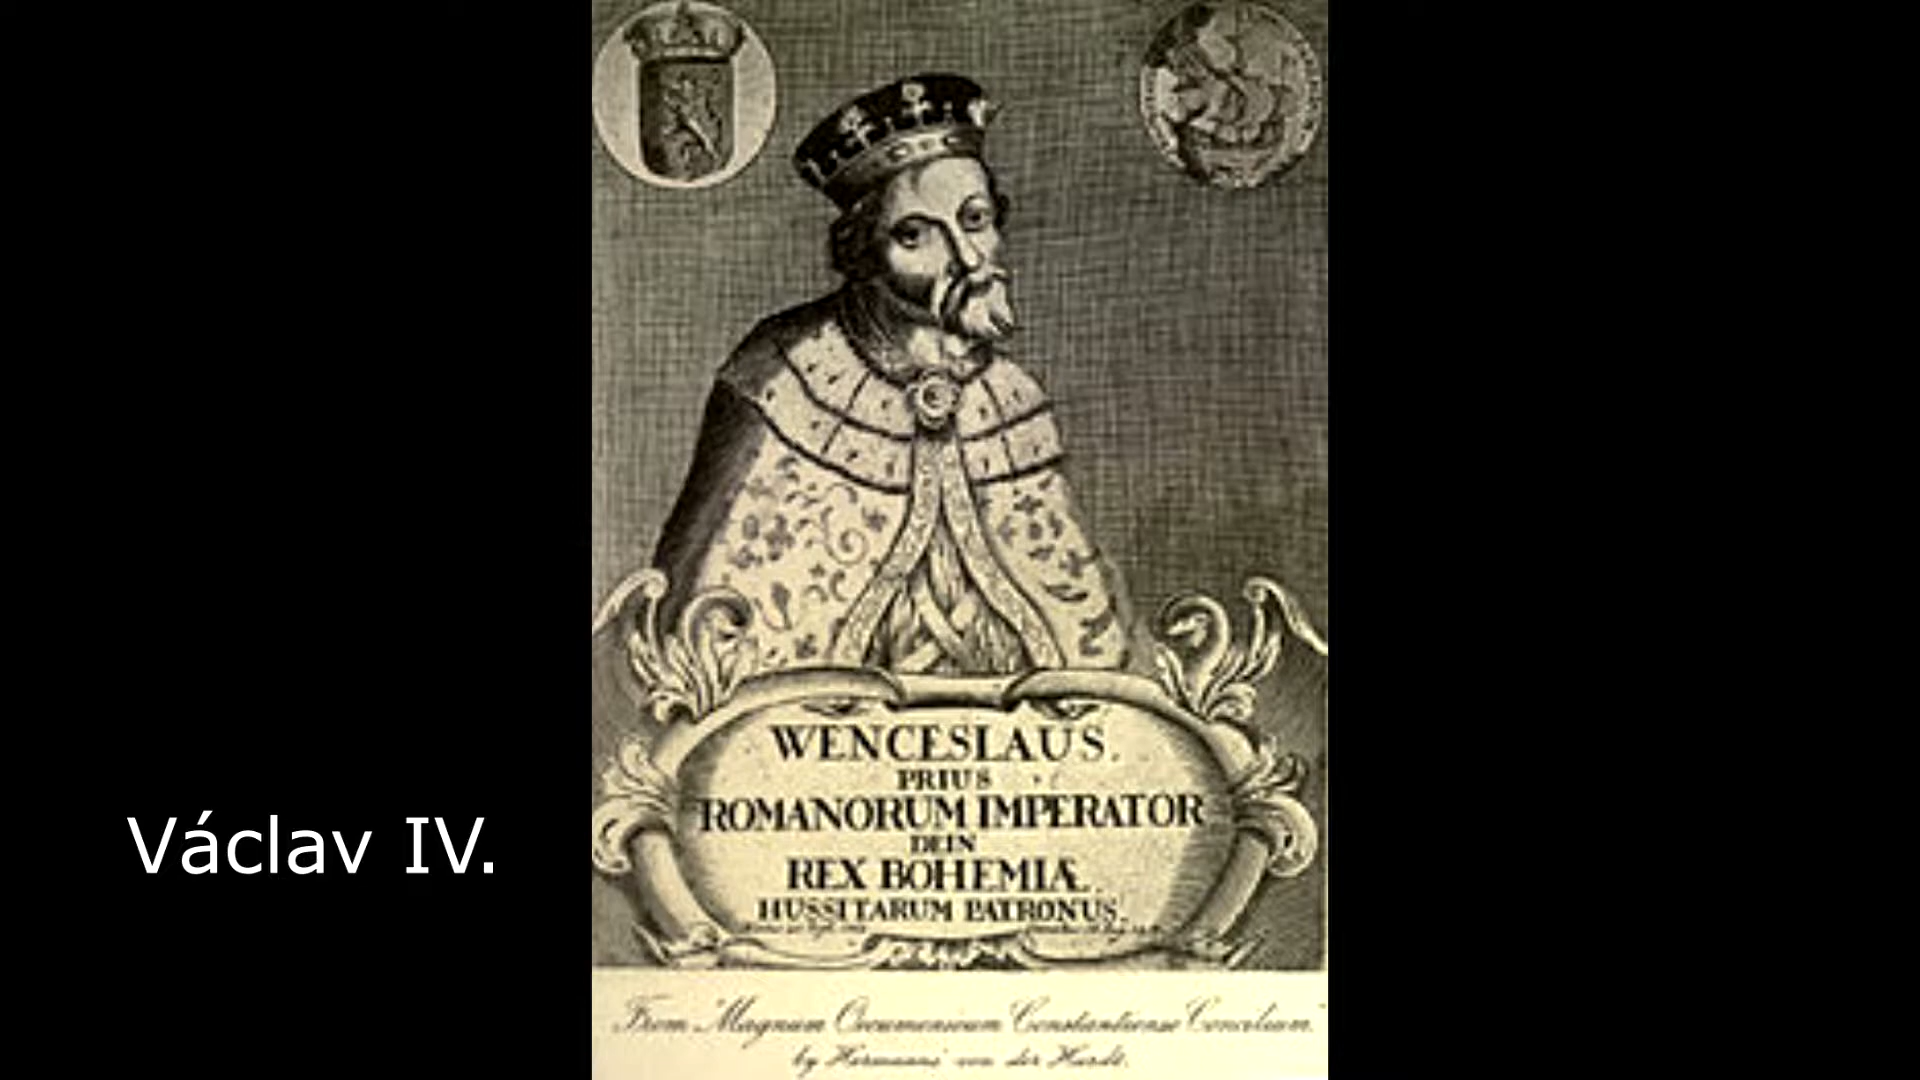 WENCESLAUS.
PRIUS
ROMANORUM IMPERATOR
DEIN
REX BOHEMIÆ.
HUSSITARUM PATRONUS.
Václav IV.
From "Magnum Oecumenicum Constantiense Concilium"
by Hermann von der Hardt.